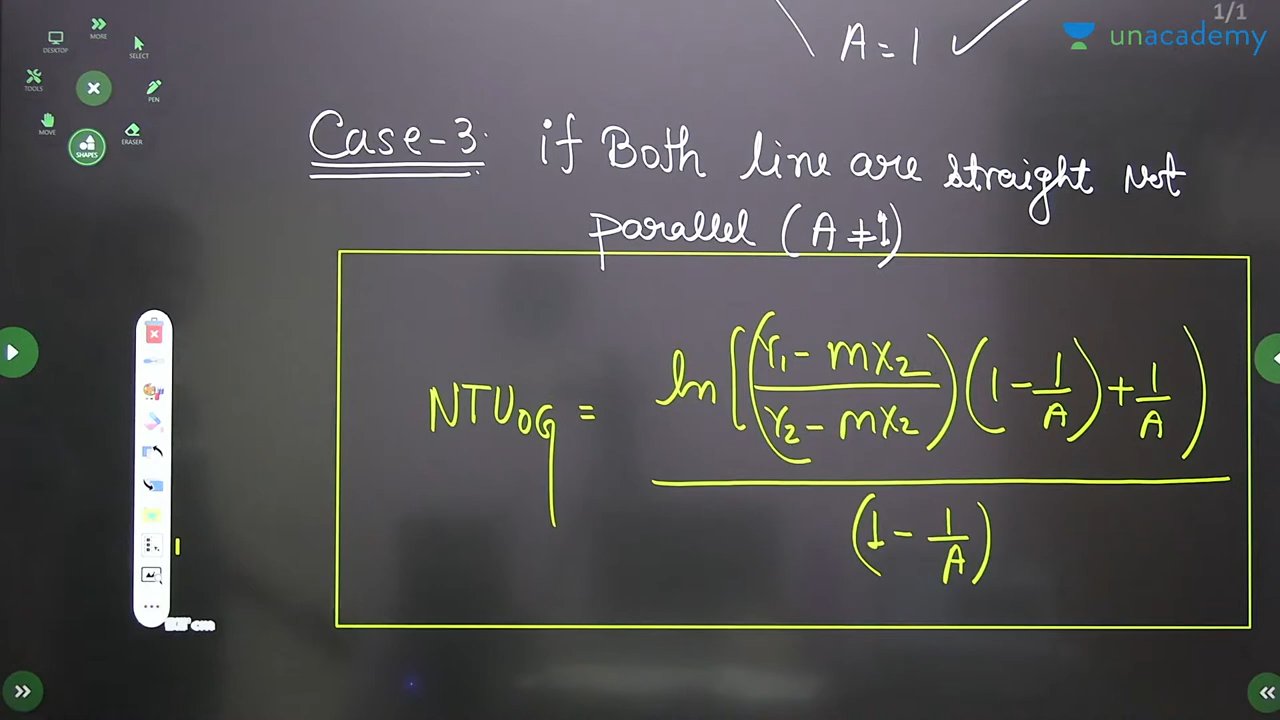 1/1
unacademy
MORE
DESKTOP
SELECT
TOOLS
PEN
MOVE
ERASER
SHAPES
A = 1 ✓
Case-3. if Both line are straight not
parallel (A ≠ 1)
NTU_OG = ln[((Y₁ - mX₂)/(Y₂ - mX₂))(1 - 1/A) + 1/A) / (1 - 1/A)